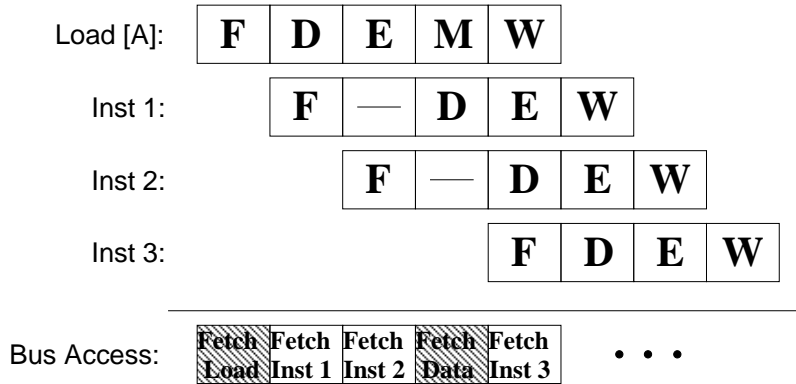 Load [A]: F D E M W
Inst 1: F — D E W
Inst 2: F — D E W
Inst 3: F D E W
Bus Access: Fetch Load Fetch Inst 1 Fetch Inst 2 Fetch Data Fetch Inst 3 • • •